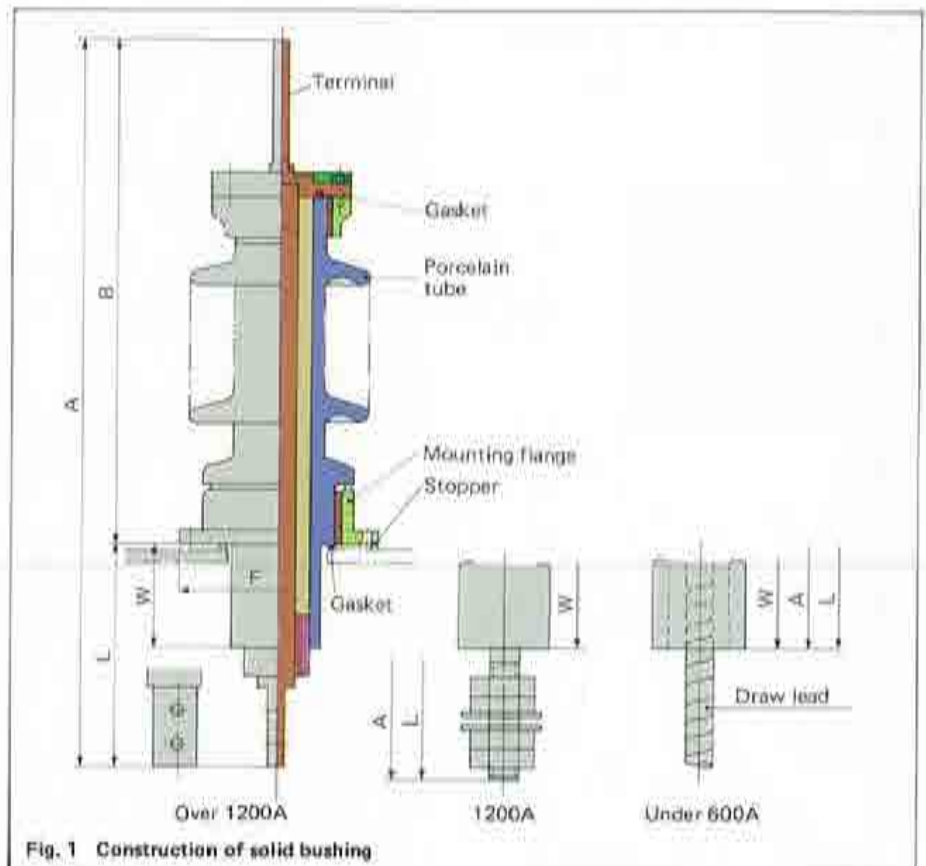 Terminal
Gasket
Porcelain
tube
B
A
Mounting flange
Stopper
F
W
L
Gasket
W
A
L
W
A
L
Draw lead
Over 1200A
1200A
Under 600A
Fig. 1 Construction of solid bushing